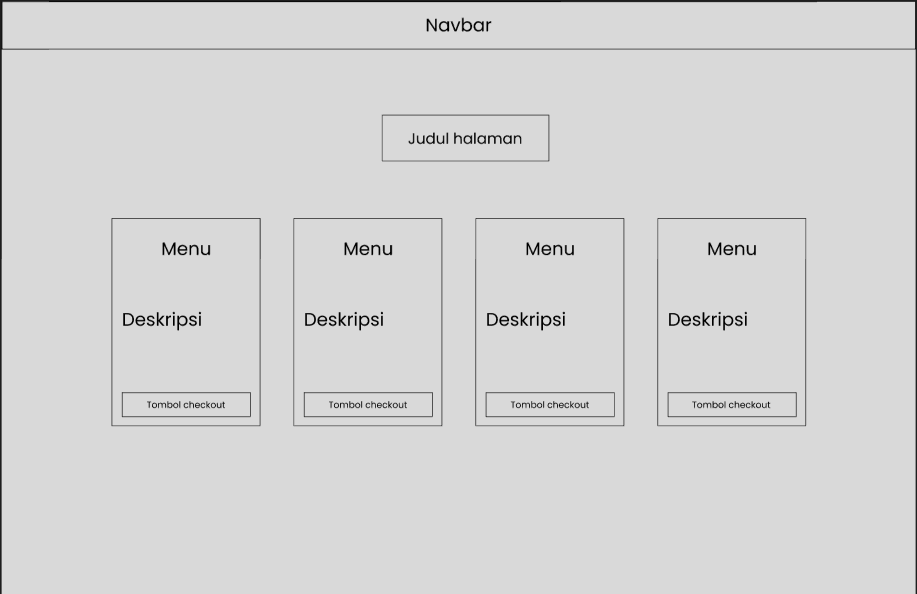 Navbar
Judul halaman
Menu
Deskripsi
Tombol checkout
Menu
Deskripsi
Tombol checkout
Menu
Deskripsi
Tombol checkout
Menu
Deskripsi
Tombol checkout